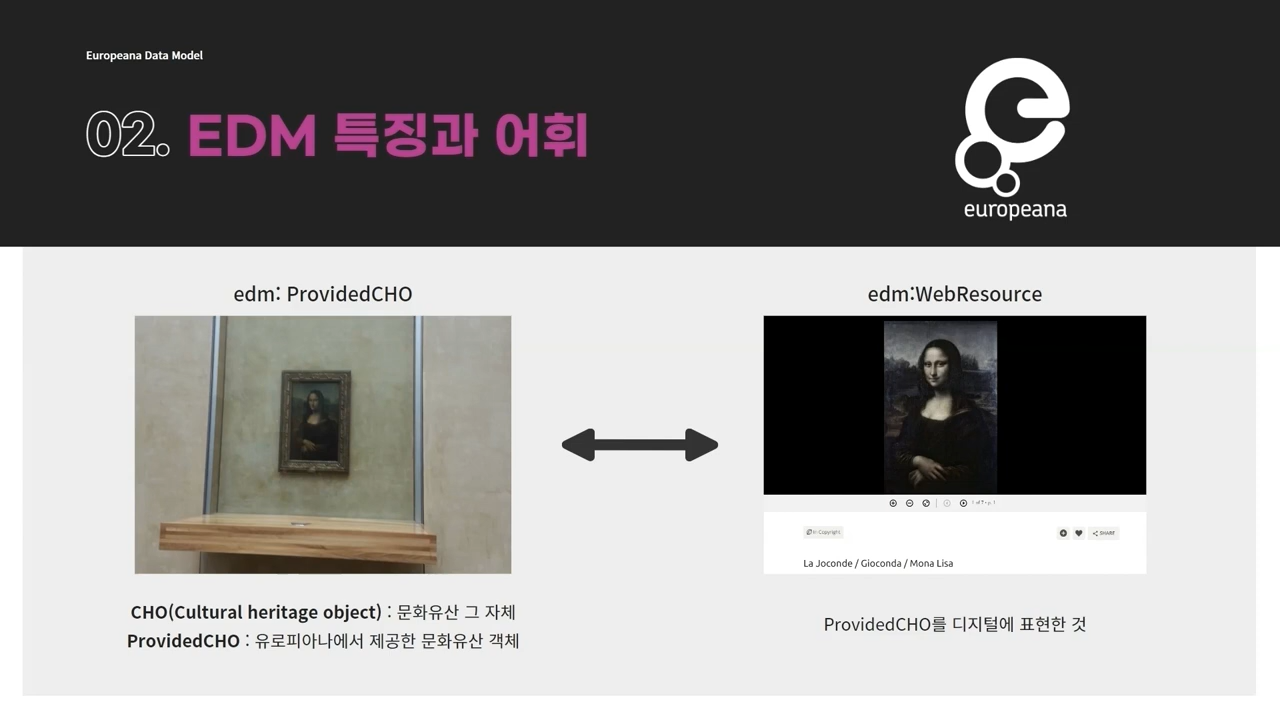 Europeana Data Model
02. EDM 특징과 어휘
europeana
edm: ProvidedCHO
edm:WebResource
In Copyright
SHARE
La Joconde / Gioconda / Mona Lisa
CHO(Cultural heritage object) : 문화유산 그 자체
ProvidedCHO : 유로피아나에서 제공한 문화유산 객체
ProvidedCHO를 디지털에 표현한 것